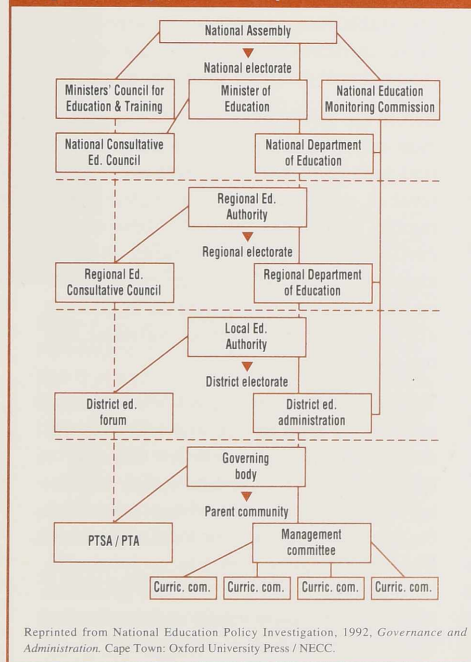 National Assembly
National electorate
Ministers' Council for
Education & Training
Minister of
Education
National Education
Monitoring Commission
National Consultative
Ed. Council
National Department
of Education
Regional Ed.
Authority
Regional electorate
Regional Ed.
Consultative Council
Regional Department
of Education
Local Ed.
Authority
District electorate
District ed.
forum
District ed.
administration
Governing
body
Parent community
PTSA / PTA
Management
committee
Curric. com.
Curric. com.
Curric. com.
Curric. com.
Reprinted from National Education Policy Investigation, 1992, Governance and
Administration. Cape Town: Oxford University Press / NECC.